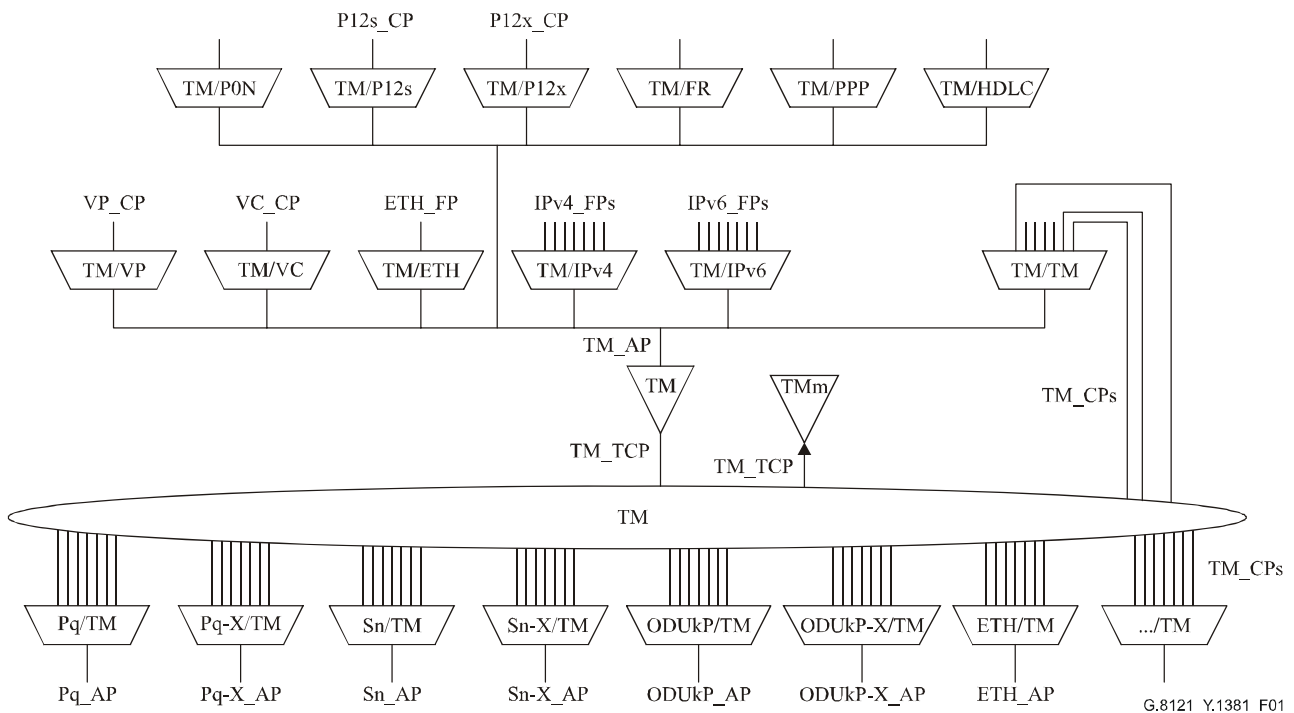 P12s_CP P12x_CP
TM/P0N TM/P12s TM/P12x TM/FR TM/PPP TM/HDLC
VP_CP VC_CP ETH_FP IPv4_FPs IPv6_FPs
TM/VP TM/VC TM/ETH TM/IPv4 TM/IPv6 TM/TM
TM_AP
TM TMm
TM_CPs
TM_TCP TM_TCP
TM
TM_CPs
Pq/TM Pq-X/TM Sn/TM Sn-X/TM ODUkP/TM ODUkP-X/TM ETH/TM .../TM
Pq_AP Pq-X_AP Sn_AP Sn-X_AP ODUkP_AP ODUkP-X_AP ETH_AP
G.8121_Y.1381_F01